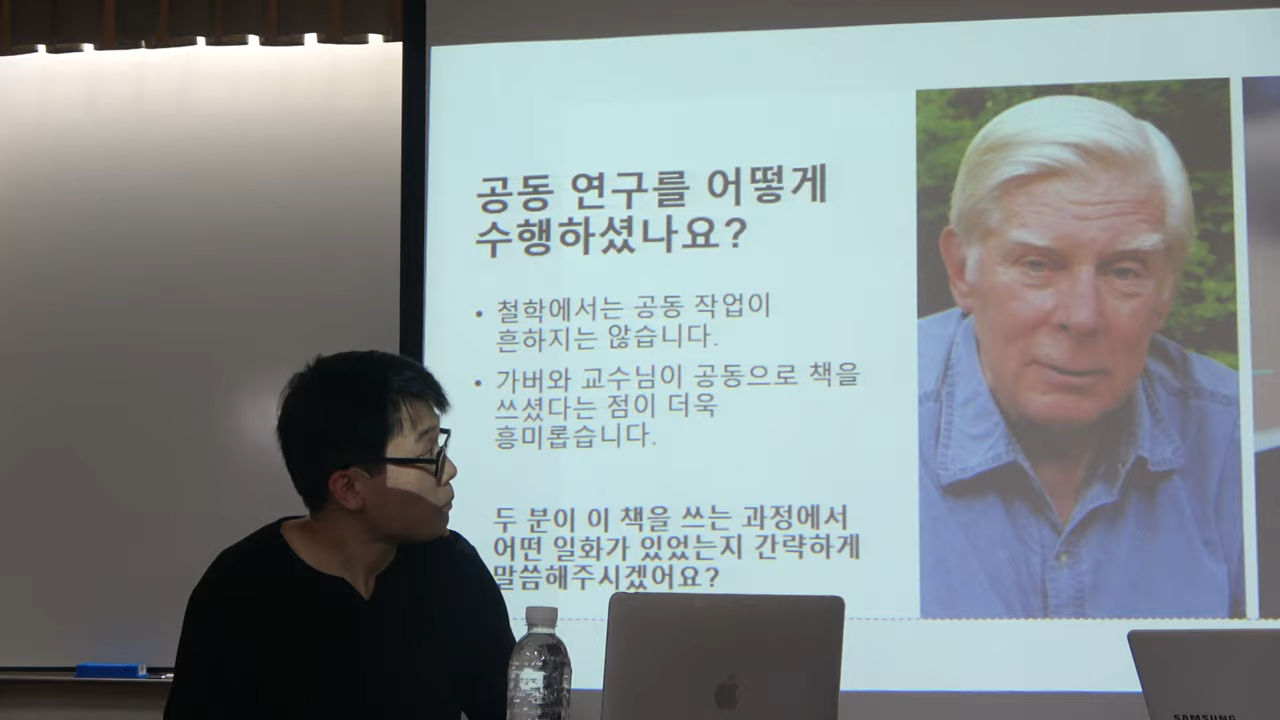 공동 연구를 어떻게
수행하셨나요?
• 철학에서는 공동 작업이
흔하지는 않습니다.
• 가버와 교수님이 공동으로 책을
쓰셨다는 점이 더욱
흥미롭습니다.
두 분이 이 책을 쓰는 과정에서
어떤 일화가 있었는지 간략하게
말씀해주시겠어요?
SAMSUNG